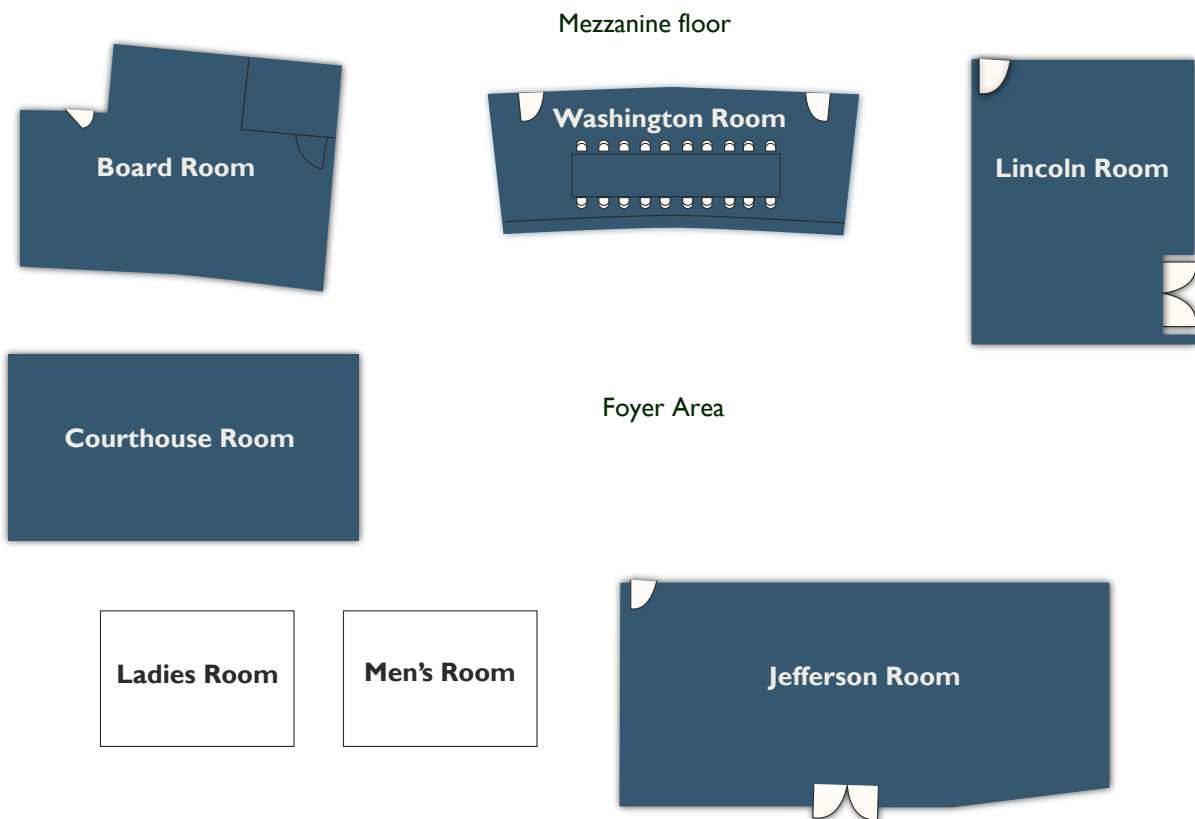 Mezzanine floor
Washington Room
Board Room
Lincoln Room
Foyer Area
Courthouse Room
Ladies Room
Men's Room
Jefferson Room